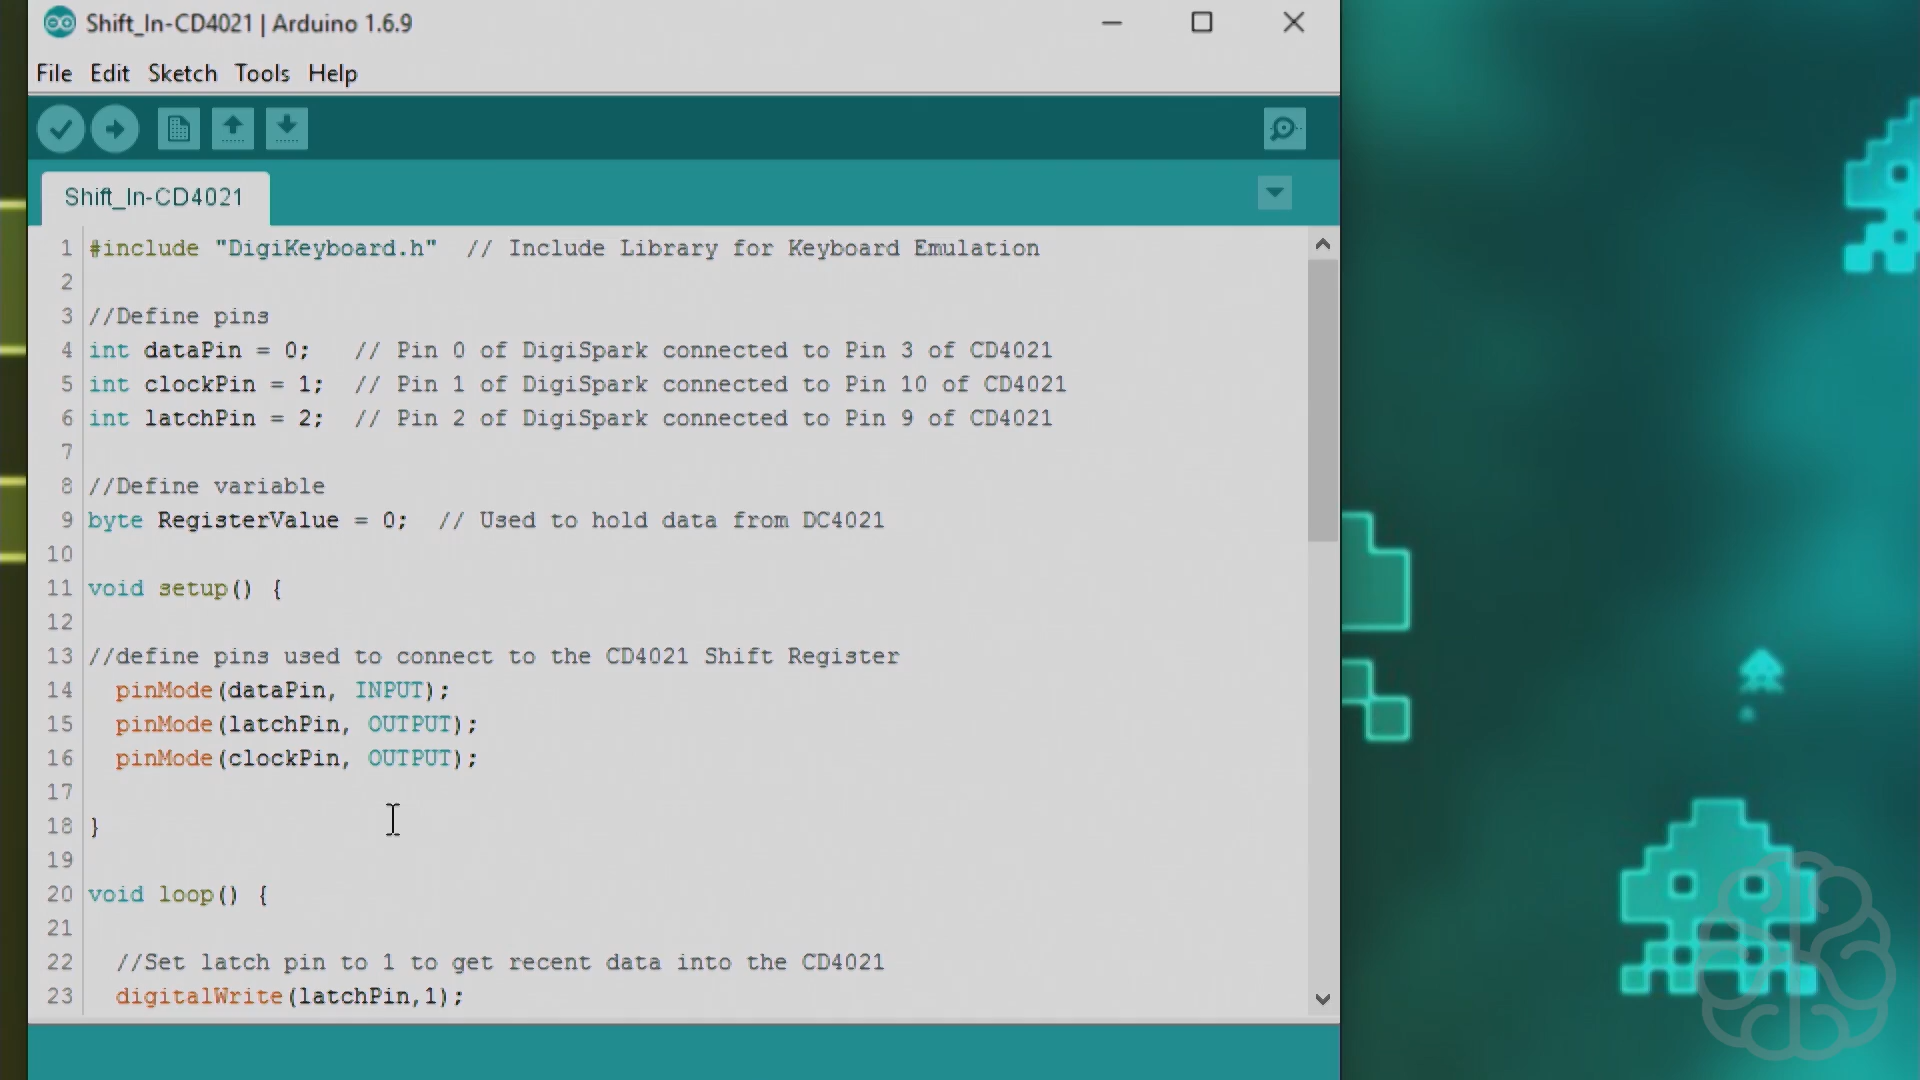 Shift_In-CD4021 | Arduino 1.6.9
File Edit Sketch Tools Help
Shift_In-CD4021
1 #include "DigiKeyboard.h"  // Include Library for Keyboard Emulation
2
3 //Define pins
4 int dataPin = 0;   // Pin 0 of DigiSpark connected to Pin 3 of CD4021
5 int clockPin = 1;  // Pin 1 of DigiSpark connected to Pin 10 of CD4021
6 int latchPin = 2;  // Pin 2 of DigiSpark connected to Pin 9 of CD4021
7
8 //Define variable
9 byte RegisterValue = 0;  // Used to hold data from DC4021
10
11 void setup() {
12
13 //define pins used to connect to the CD4021 Shift Register
14   pinMode(dataPin, INPUT);
15   pinMode(latchPin, OUTPUT);
16   pinMode(clockPin, OUTPUT);
17
18 }
19
20 void loop() {
21
22   //Set latch pin to 1 to get recent data into the CD4021
23   digitalWrite(latchPin,1);